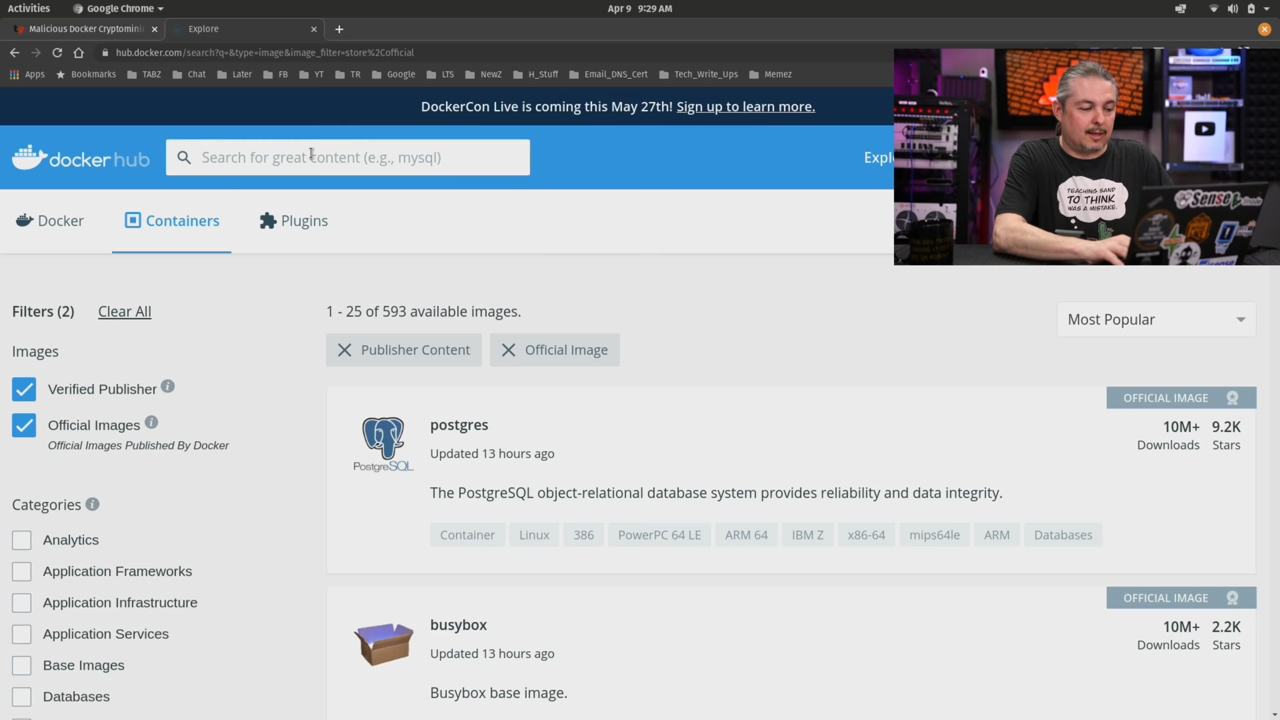 Activities
Google Chrome
Apr 9 9:29 AM
Malicious Docker Cryptomini
Explore
hub.docker.com/search?q=&type=image&image_filter=store%2Cofficial
Apps
Bookmarks
TABZ
Chat
Later
FB
YT
TR
Google
LTS
NewZ
H_Stuff
Email_DNS_Cert
Tech_Write_Ups
Memez
DockerCon Live is coming this May 27th! Sign up to learn more.
docker hub
Search for great content (e.g., mysql)
Expl
TEACHING SAND
TO THINK
WAS A MISTAKE.
Docker
Containers
Plugins
Filters (2)
Clear All
1 - 25 of 593 available images.
Most Popular
Images
Publisher Content
Official Image
Verified Publisher
Official Images
Official Images Published By Docker
OFFICIAL IMAGE
PostgreSQL
postgres
Updated 13 hours ago
10M+
Downloads
9.2K
Stars
The PostgreSQL object-relational database system provides reliability and data integrity.
Container
Linux
386
PowerPC 64 LE
ARM 64
IBM Z
x86-64
mips64le
ARM
Databases
Categories
Analytics
Application Frameworks
Application Infrastructure
Application Services
Base Images
Databases
OFFICIAL IMAGE
busybox
Updated 13 hours ago
10M+
Downloads
2.2K
Stars
Busybox base image.